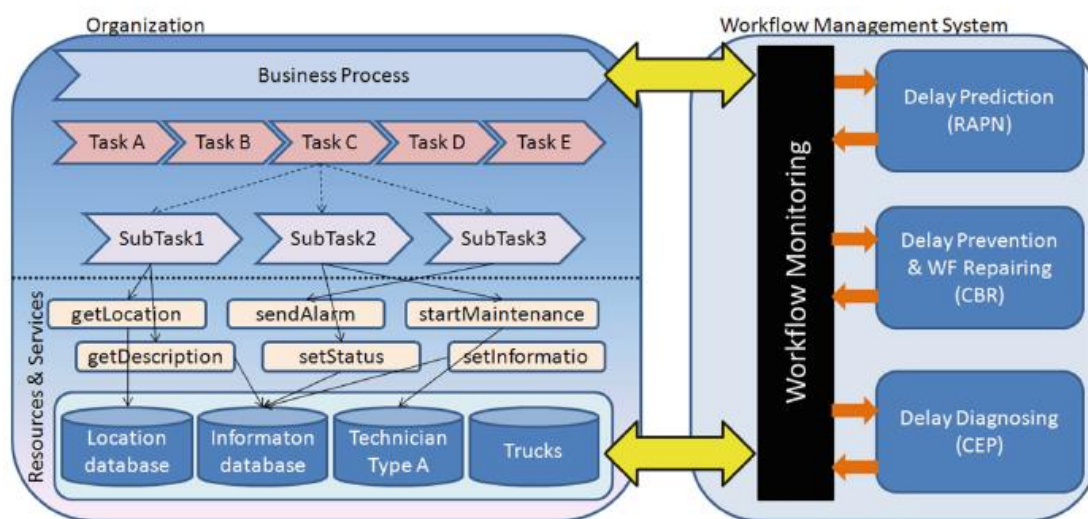 Organization
Workflow Management System
Business Process
Task A
Task B
Task C
Task D
Task E
SubTask1
SubTask2
SubTask3
Resources & Services
getLocation
sendAlarm
startMaintenance
getDescription
setStatus
setInformatio
Location
database
Informaton
database
Technician
Type A
Trucks
Workflow Monitoring
Delay Prediction
(RAPN)
Delay Prevention
& WF Repairing
(CBR)
Delay Diagnosing
(CEP)